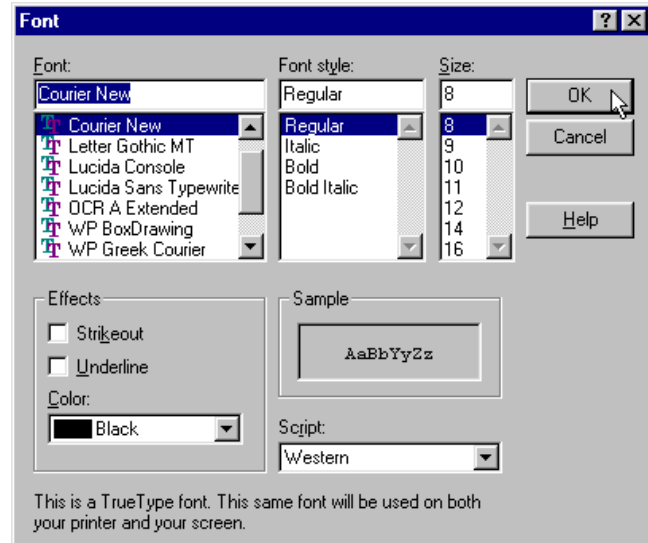 Font
Font: Font style: Size:
Courier New Regular 8 OK
Courier New Regular 8 Cancel
Letter Gothic MT Italic 9
Lucida Console Bold 10
Lucida Sans Typewrite Bold Italic 11
OCR A Extended 12 Help
WP BoxDrawing 14
WP Greek Courier 16
Effects Sample
Strikeout
AaBbYyZz
Underline
Color:
Black Script:
Western
This is a TrueType font. This same font will be used on both
your printer and your screen.